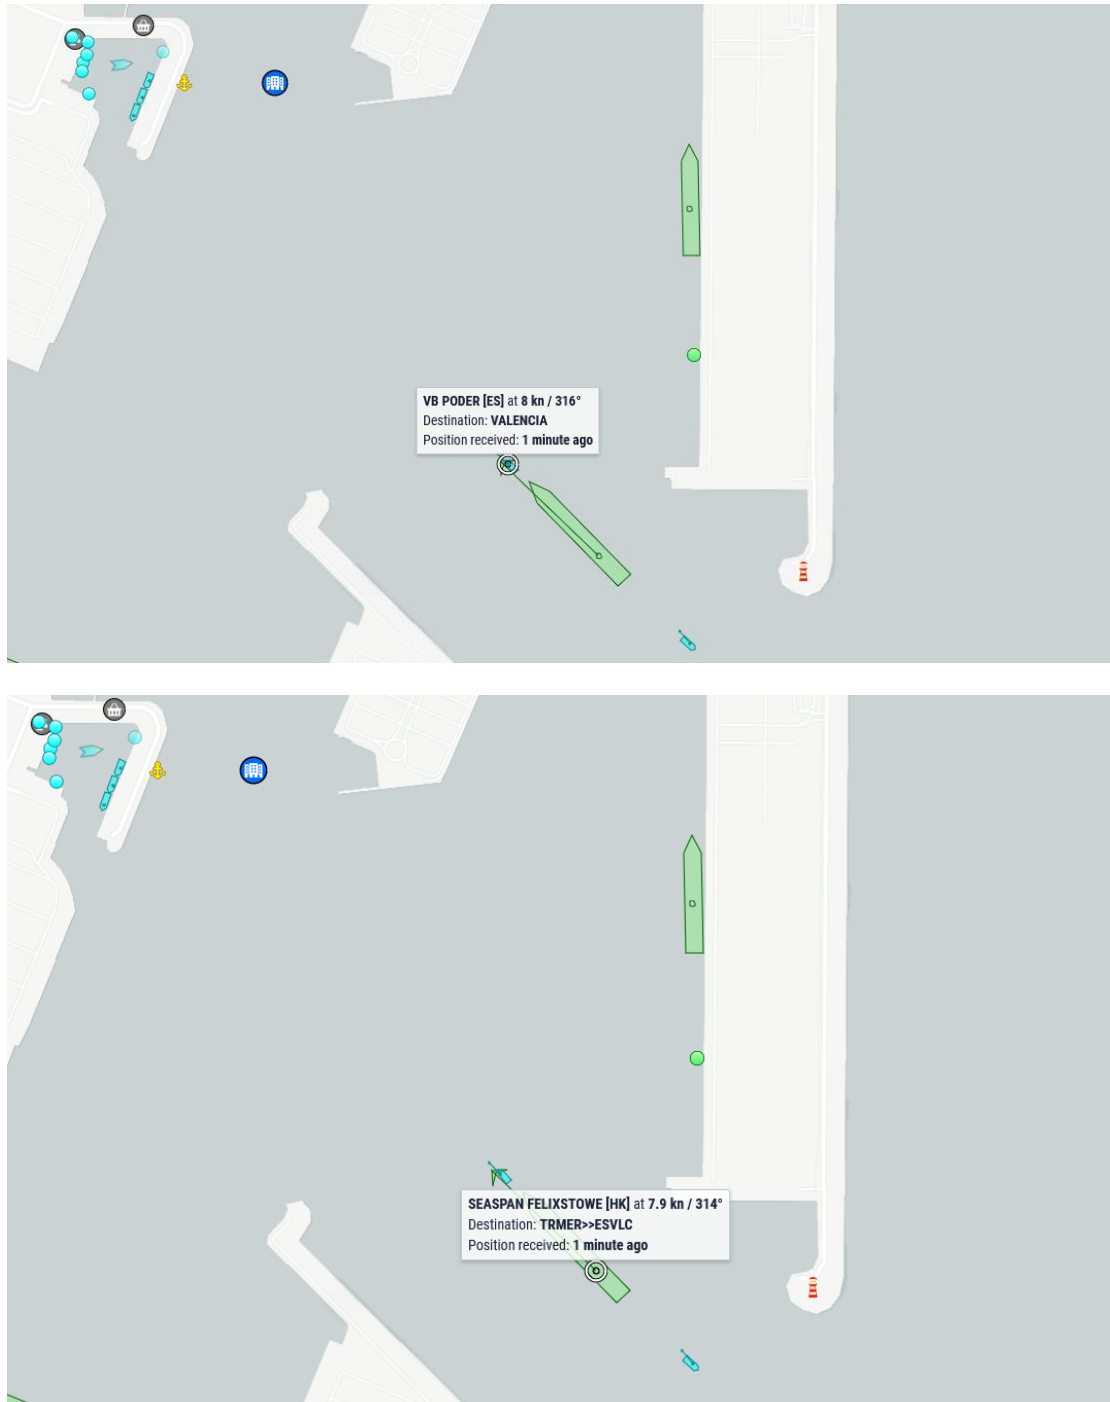 VB PODER [ES] at 8 kn / 316°
Destination: VALENCIA
Position received: 1 minute ago
SEASPAN FELIXSTOWE [HK] at 7.9 kn / 314°
Destination: TRMER>>ESVLC
Position received: 1 minute ago